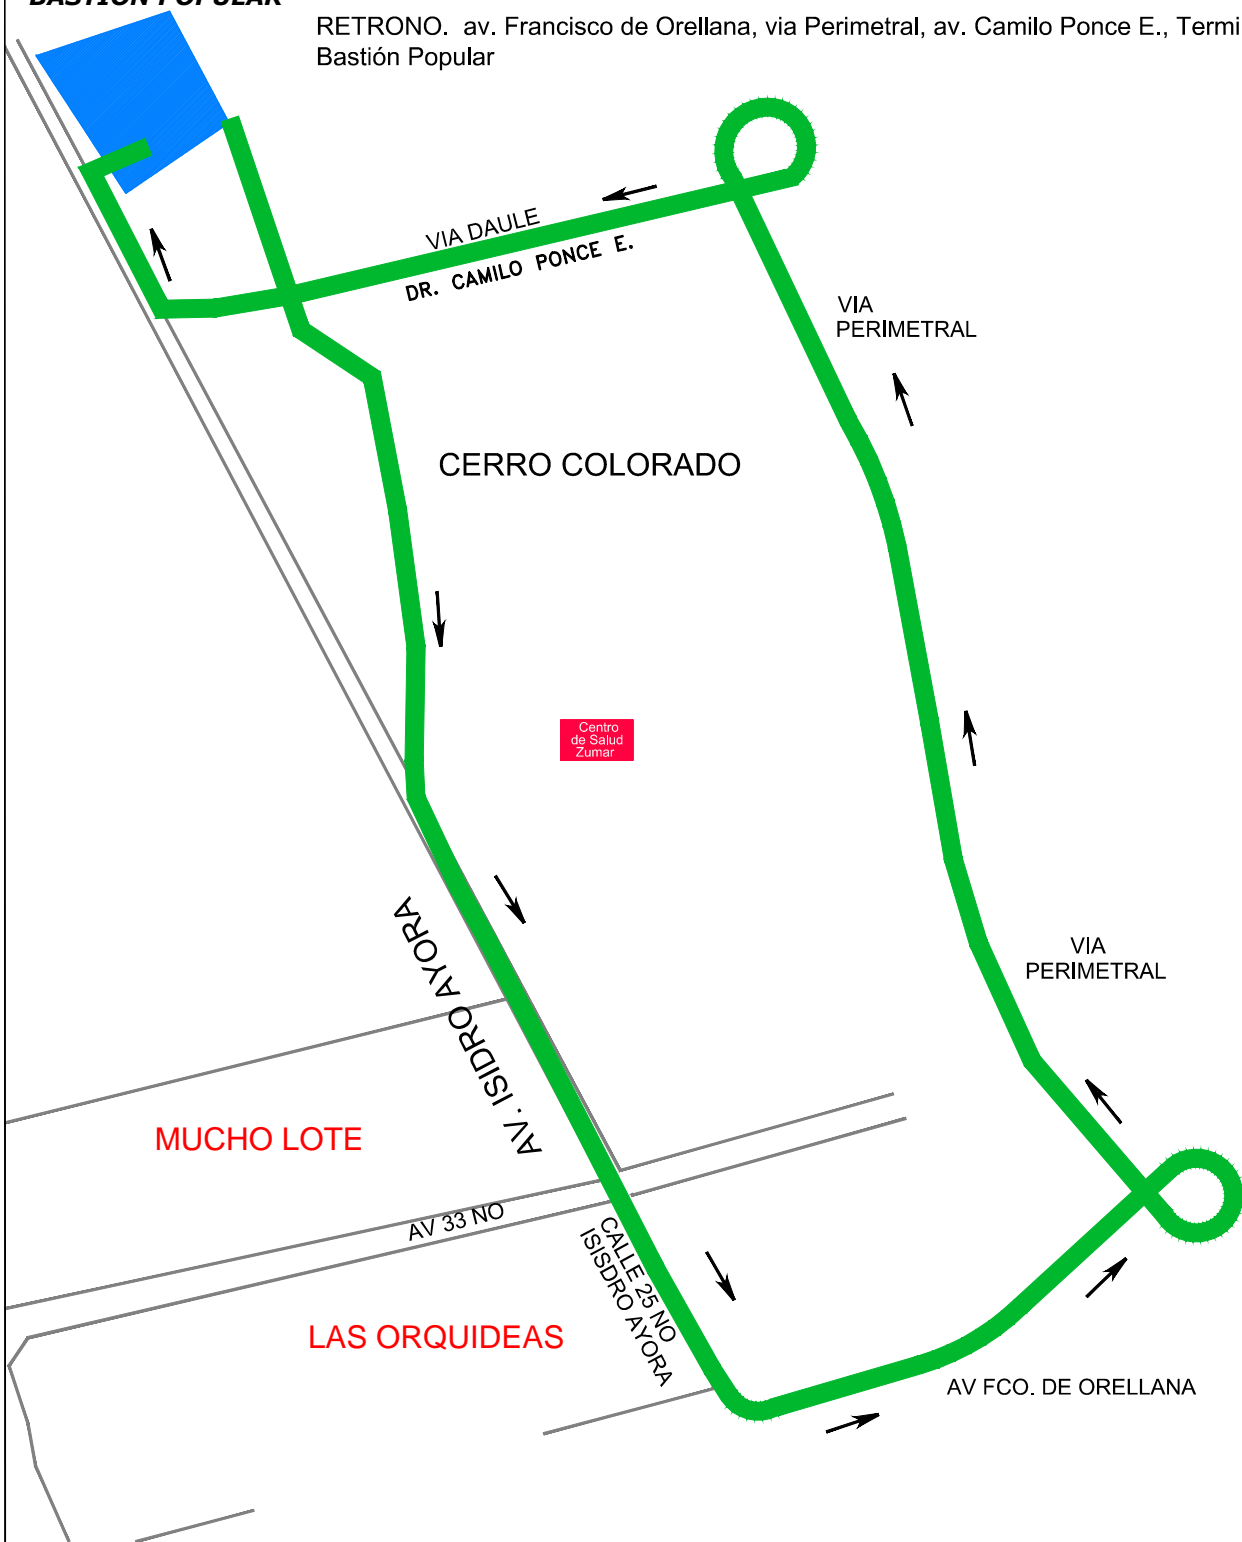 BASTION POPULAR
RETRONO. av. Francisco de Orellana, via Perimetral, av. Camilo Ponce E., Termi
Bastión Popular
VIA DAULE
DR. CAMILO PONCE E.
VIA
PERIMETRAL
CERRO COLORADO
Centro
de Salud
Zumar
AV. ISIDRO AYORA
VIA
PERIMETRAL
MUCHO LOTE
AV 33 NO
CALLE 25 NO
ISISDRO AYORA
LAS ORQUIDEAS
AV FCO. DE ORELLANA